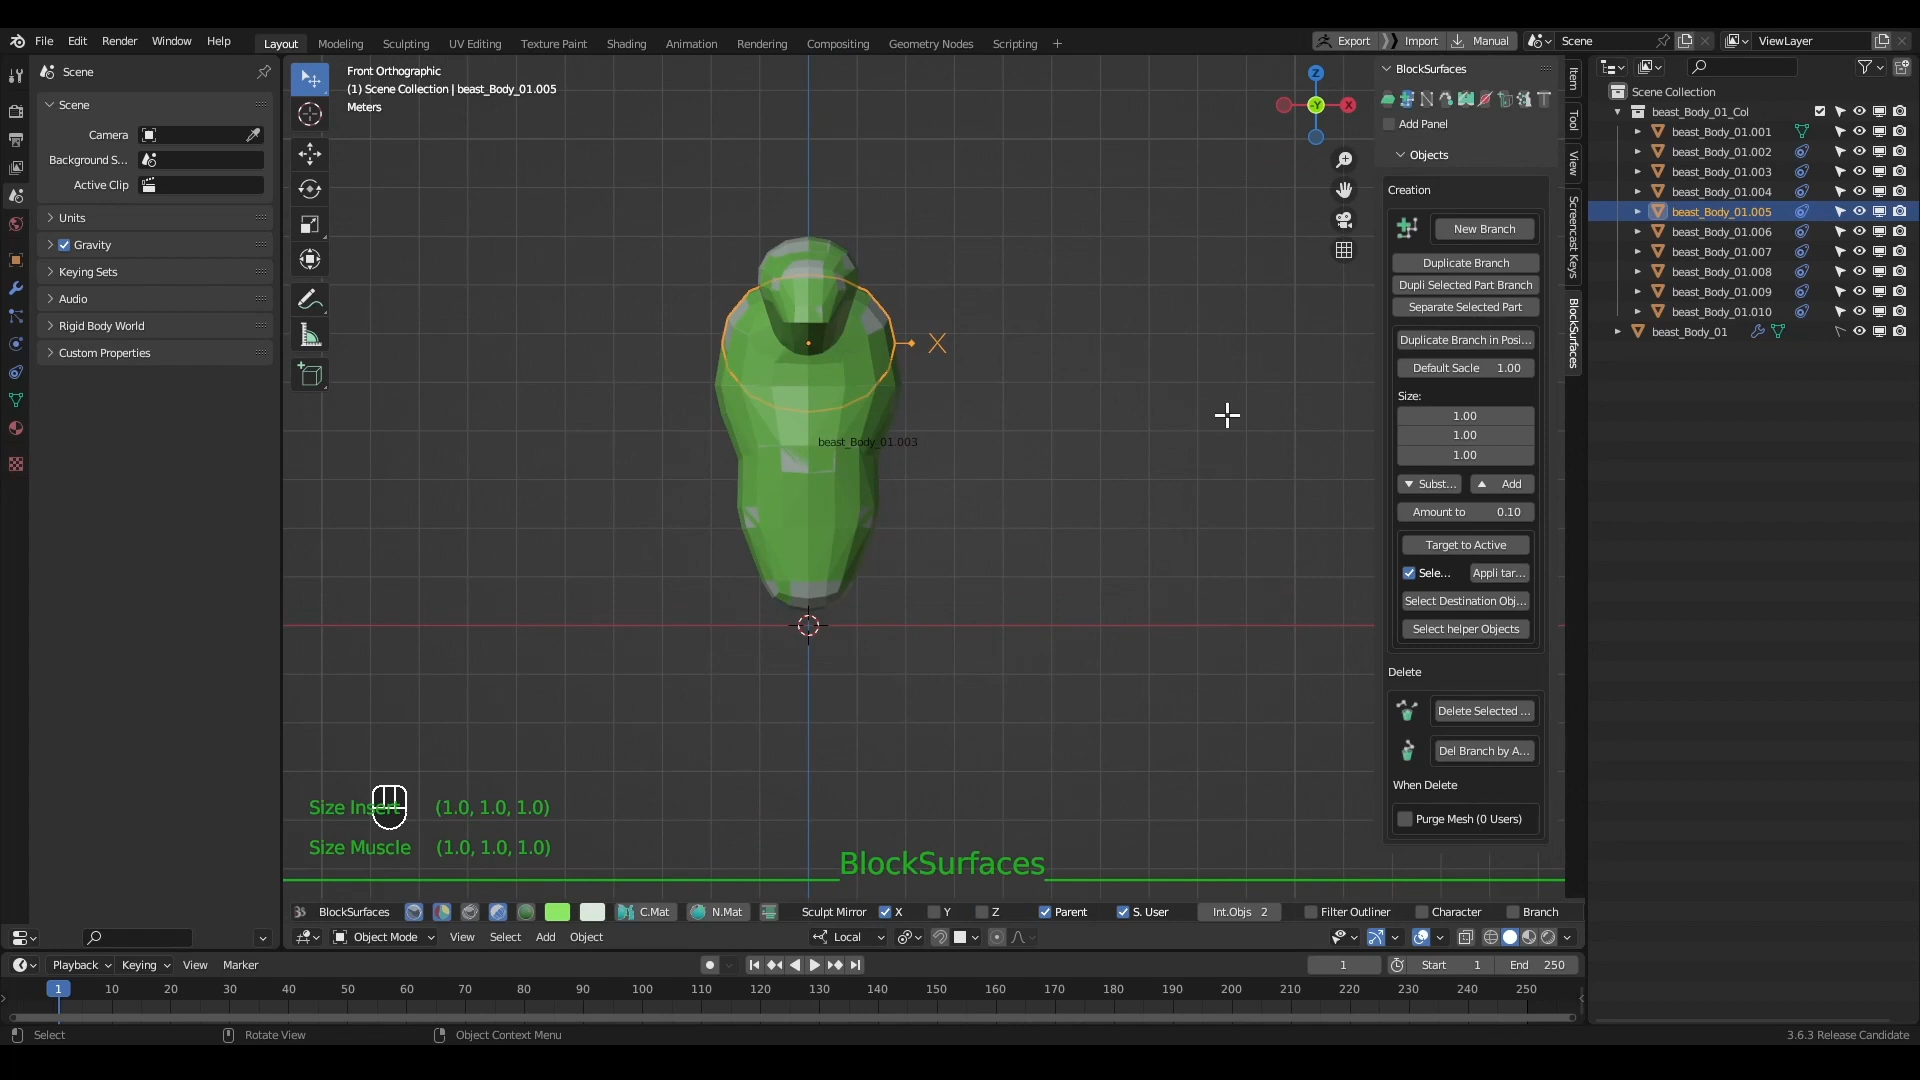 File Edit Render Window Help Layout Modeling Sculpting UV Editing Texture Paint Shading Animation Rendering Compositing Geometry Nodes Scripting + Export Import Manual Scene ViewLayer
Scene
Scene
Camera
Background S...
Active Clip
Units
Gravity
Keying Sets
Audio
Rigid Body World
Custom Properties
Front Orthographic
(1) Scene Collection | beast_Body_01.005
Meters
X
beast_Body_01.003
Z
-Y
X
Size Insert (1.0, 1.0, 1.0)
Size Muscle (1.0, 1.0, 1.0)
BlockSurfaces
BlockSurfaces
Add Panel
Objects
Creation
New Branch
Duplicate Branch
Dupli Selected Part Branch
Separate Selected Part
Duplicate Branch in Posi...
Default Sacle 1.00
Size:
1.00
1.00
1.00
Subst... Add
Amount to 0.10
Target to Active
Sele... Appli tar...
Select Destination Obj...
Select helper Objects
Delete
Delete Selected ...
Del Branch by A...
When Delete
Purge Mesh (0 Users)
Item
Tool
View
Screencast Keys
BlockSurfaces
Scene Collection
beast_Body_01_Col
beast_Body_01.001
beast_Body_01.002
beast_Body_01.003
beast_Body_01.004
beast_Body_01.005
beast_Body_01.006
beast_Body_01.007
beast_Body_01.008
beast_Body_01.009
beast_Body_01.010
beast_Body_01
BlockSurfaces C.Mat N.Mat Sculpt Mirror X Y Z Parent S. User Int.Objs 2 Filter Outliner Character Branch
Object Mode View Select Add Object Local
Playback Keying View Marker 1 Start 1 End 250
1 10 20 30 40 50 60 70 80 90 100 110 120 130 140 150 160 170 180 190 200 210 220 230 240 250
Select Rotate View Object Context Menu 3.6.3 Release Candidate